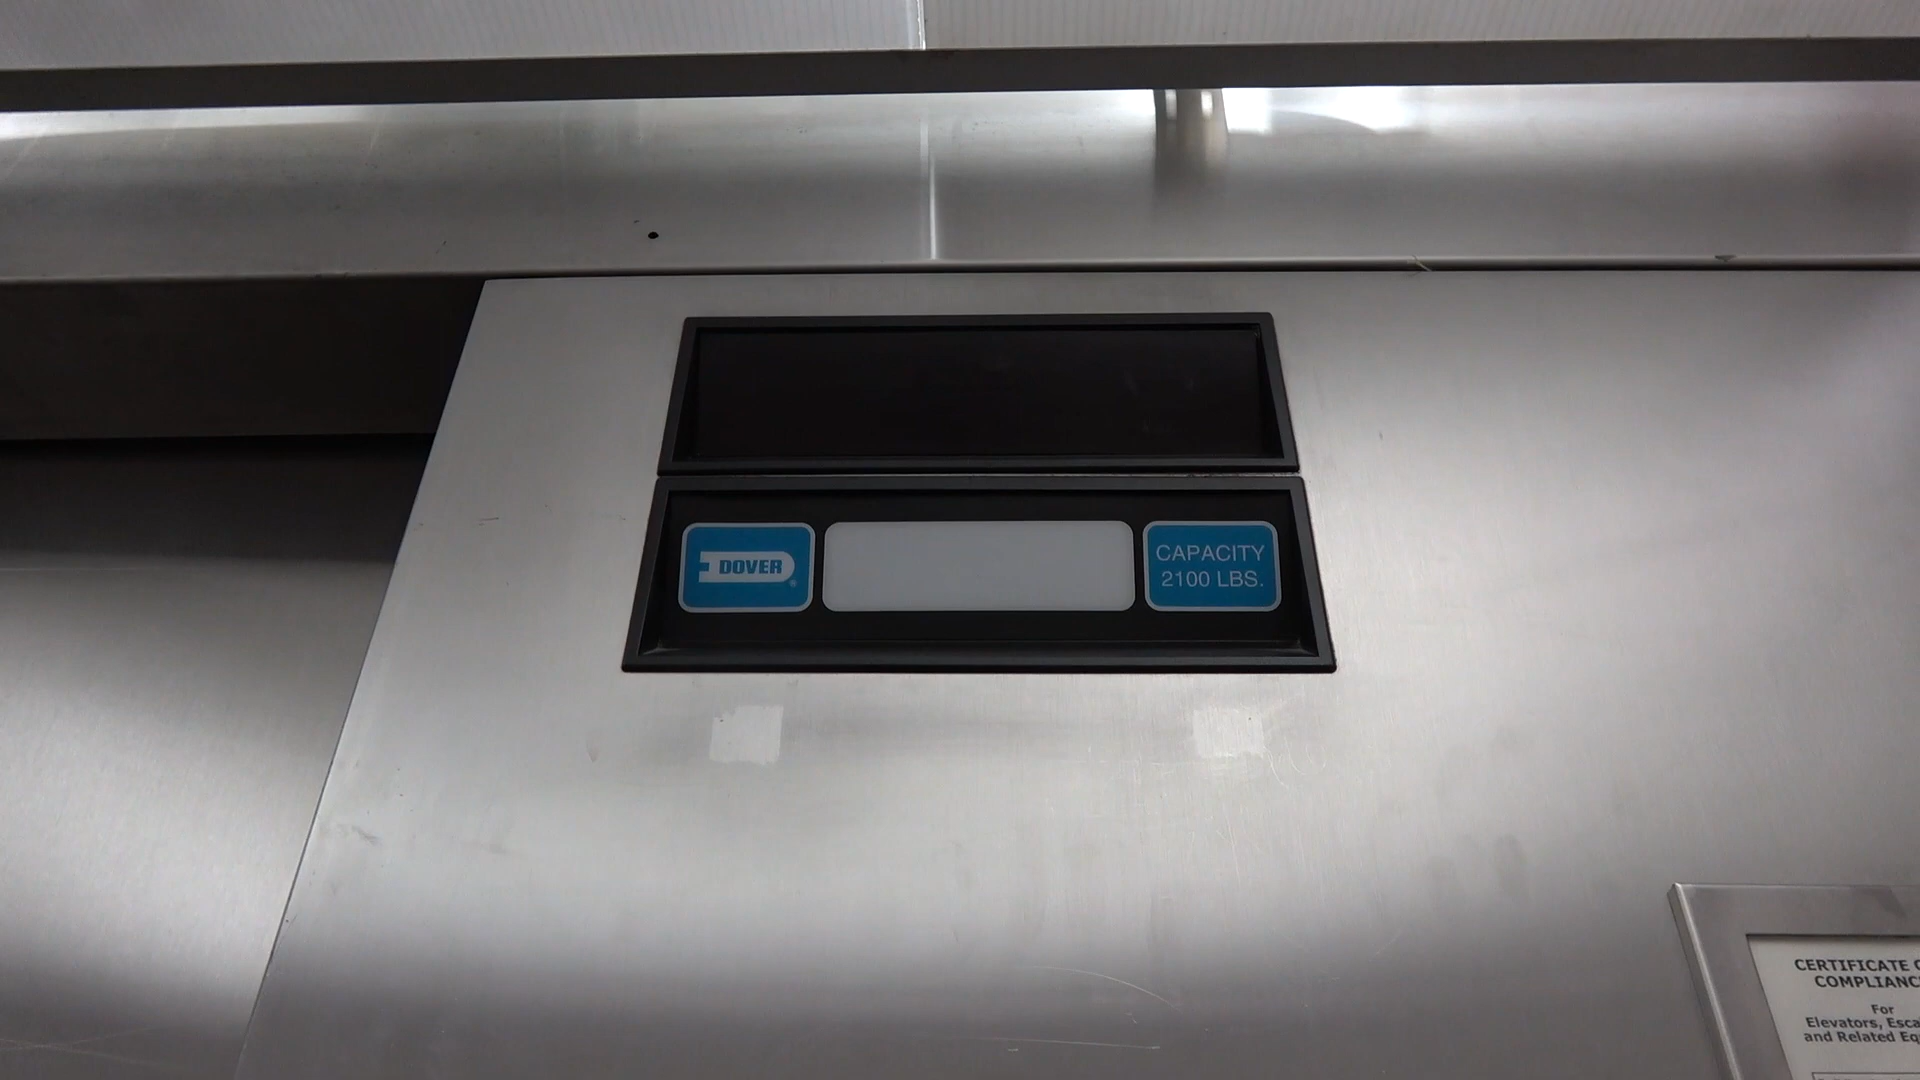 DOVER
CAPACITY
2100 LBS.
CERTIFICATE
COMPLIANC
For
Elevators, Esca
and Related Eq